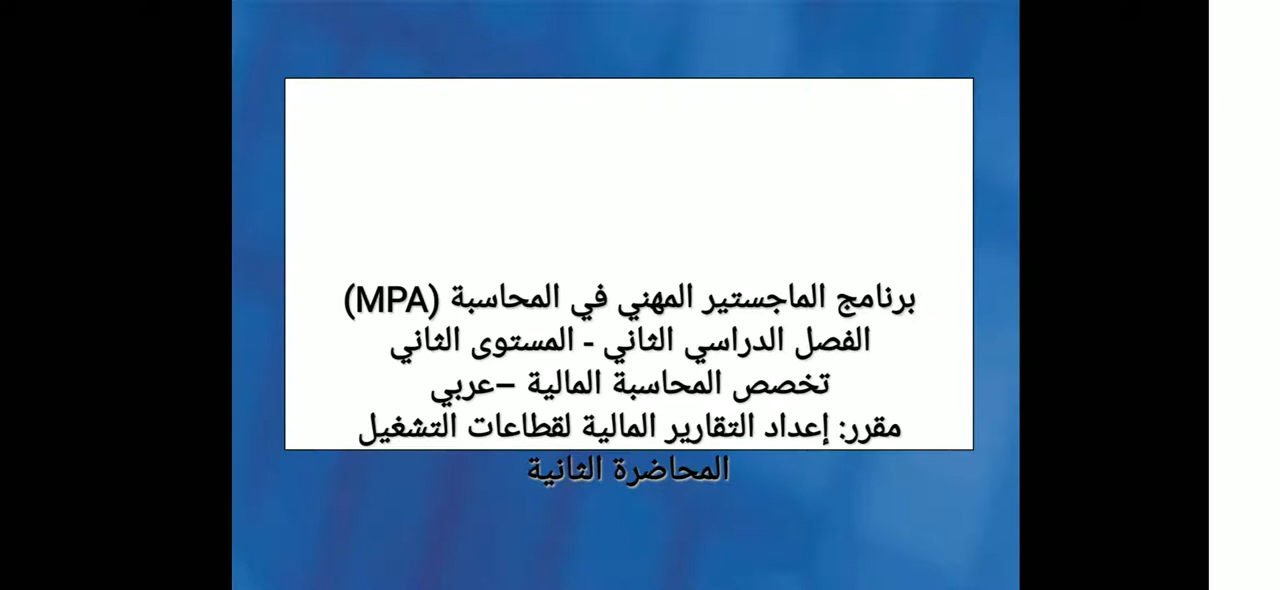 برنامج الماجستير المهني في المحاسبة (MPA)
الفصل الدراسي الثاني - المستوى الثاني
تخصص المحاسبة المالية –عربي
مقرر: إعداد التقارير المالية لقطاعات التشغيل
المحاضرة الثانية